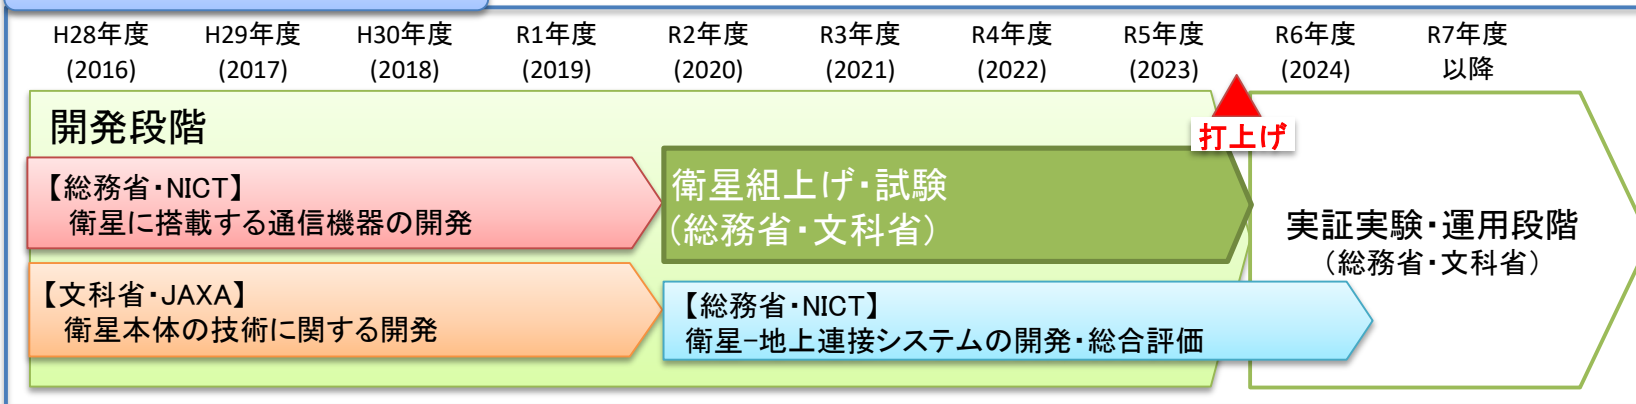 H28年度 H29年度 H30年度 R1年度 R2年度 R3年度 R4年度 R5年度 R6年度 R7年度
(2016) (2017) (2018) (2019) (2020) (2021) (2022) (2023) (2024) 以降
開発段階
打上げ
【総務省・NICT】
衛星に搭載する通信機器の開発
衛星組上げ・試験
(総務省・文科省)
実証実験・運用段階
(総務省・文科省)
【文科省・JAXA】
衛星本体の技術に関する開発
【総務省・NICT】
衛星-地上連接システムの開発・総合評価